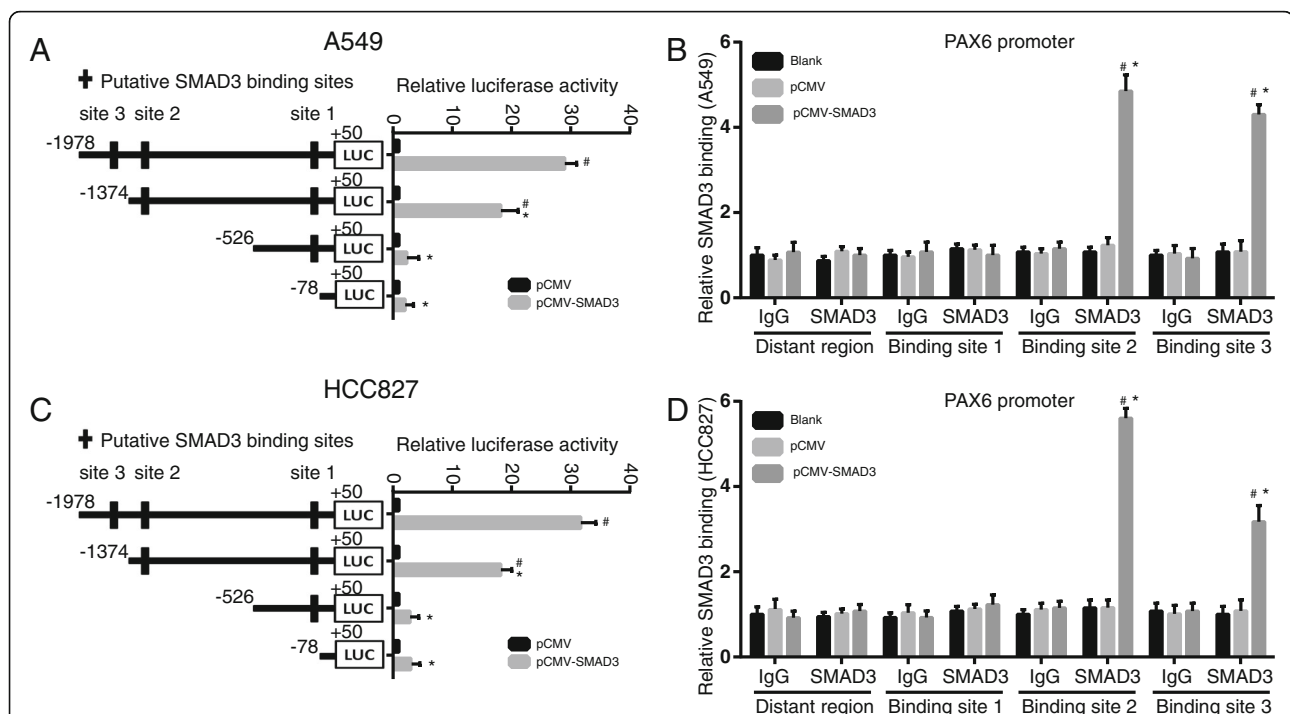 A
A549
Putative SMAD3 binding sites
Relative luciferase activity
site 3 site 2 site 1
0 10 20 30 40
-1978 +50 LUC #
-1374 +50 LUC # *
-526 +50 LUC *
-78 +50 LUC *
pCMV
pCMV-SMAD3
B
PAX6 promoter
Relative SMAD3 binding (A549)
6
4
2
0
Blank
pCMV
pCMV-SMAD3
# *
# *
IgG SMAD3 IgG SMAD3 IgG SMAD3 IgG SMAD3
Distant region Binding site 1 Binding site 2 Binding site 3
C
HCC827
Putative SMAD3 binding sites
Relative luciferase activity
site 3 site 2 site 1
0 10 20 30 40
-1978 +50 LUC #
-1374 +50 LUC # *
-526 +50 LUC *
-78 +50 LUC *
pCMV
pCMV-SMAD3
D
PAX6 promoter
Relative SMAD3 binding (HCC827)
6
4
2
0
Blank
pCMV
pCMV-SMAD3
# *
# *
IgG SMAD3 IgG SMAD3 IgG SMAD3 IgG SMAD3
Distant region Binding site 1 Binding site 2 Binding site 3